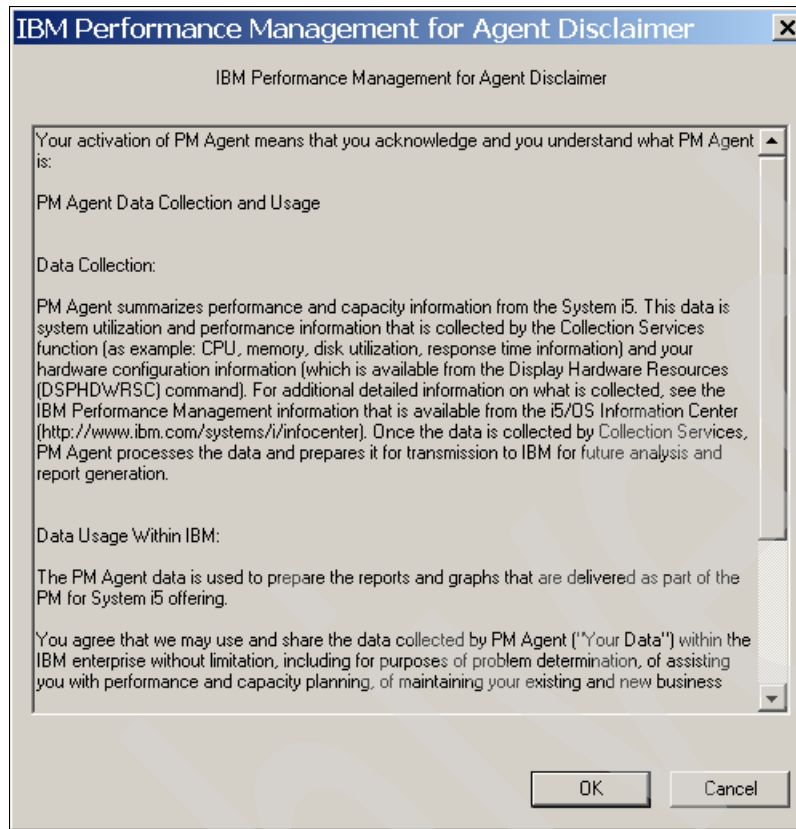 IBM Performance Management for Agent Disclaimer
IBM Performance Management for Agent Disclaimer
Your activation of PM Agent means that you acknowledge and you understand what PM Agent
is:
PM Agent Data Collection and Usage
Data Collection:
PM Agent summarizes performance and capacity information from the System i5. This data is
system utilization and performance information that is collected by the Collection Services
function (as example: CPU, memory, disk utilization, response time information) and your
hardware configuration information (which is available from the Display Hardware Resources
(DSPHDWRSC) command). For additional detailed information on what is collected, see the
IBM Performance Management information that is available from the i5/OS Information Center
(http://www.ibm.com/systems/i/infocenter). Once the data is collected by Collection Services,
PM Agent processes the data and prepares it for transmission to IBM for future analysis and
report generation.
Data Usage Within IBM:
The PM Agent data is used to prepare the reports and graphs that are delivered as part of the
PM for System i5 offering.
You agree that we may use and share the data collected by PM Agent ("Your Data") within the
IBM enterprise without limitation, including for purposes of problem determination, of assisting
you with performance and capacity planning, of maintaining your existing and new business
OK Cancel